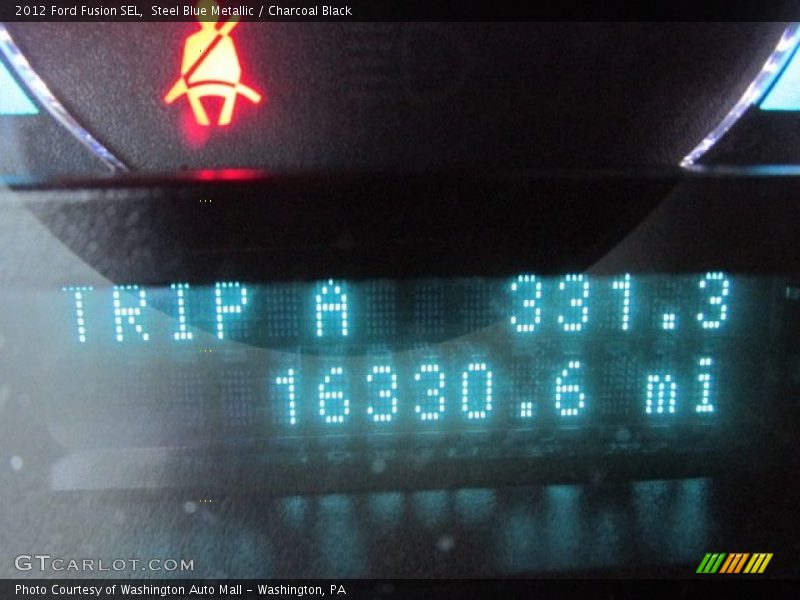 2012 Ford Fusion SEL, Steel Blue Metallic / Charcoal Black
TRIP A 331.3
16330.6 mi
GTCARLOT.COM
Photo Courtesy of Washington Auto Mall - Washington, PA